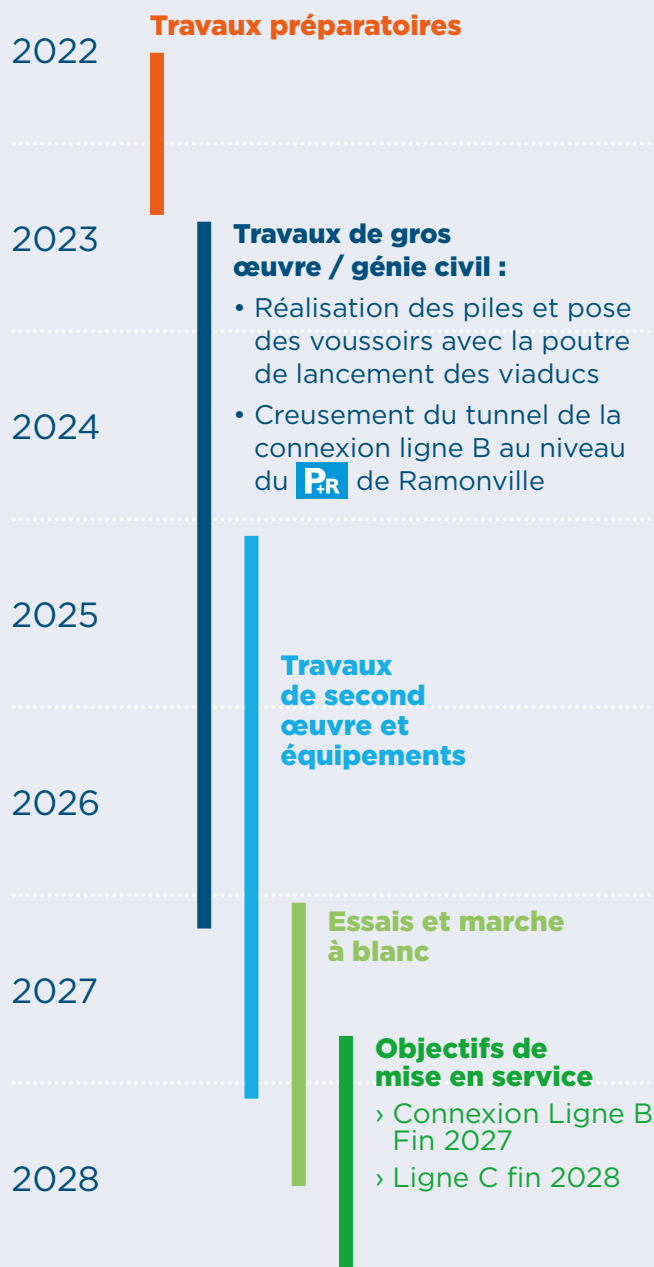 Travaux préparatoires
2022
2023
Travaux de gros
œuvre / génie civil :
• Réalisation des piles et pose
des voussoirs avec la poutre
de lancement des viaducs
2024
• Creusement du tunnel de la
connexion ligne B au niveau
du P+R de Ramonville
2025
Travaux
de second
œuvre et
équipements
2026
Essais et marche
à blanc
2027
Objectifs de
mise en service
› Connexion Ligne B
Fin 2027
2028
› Ligne C fin 2028